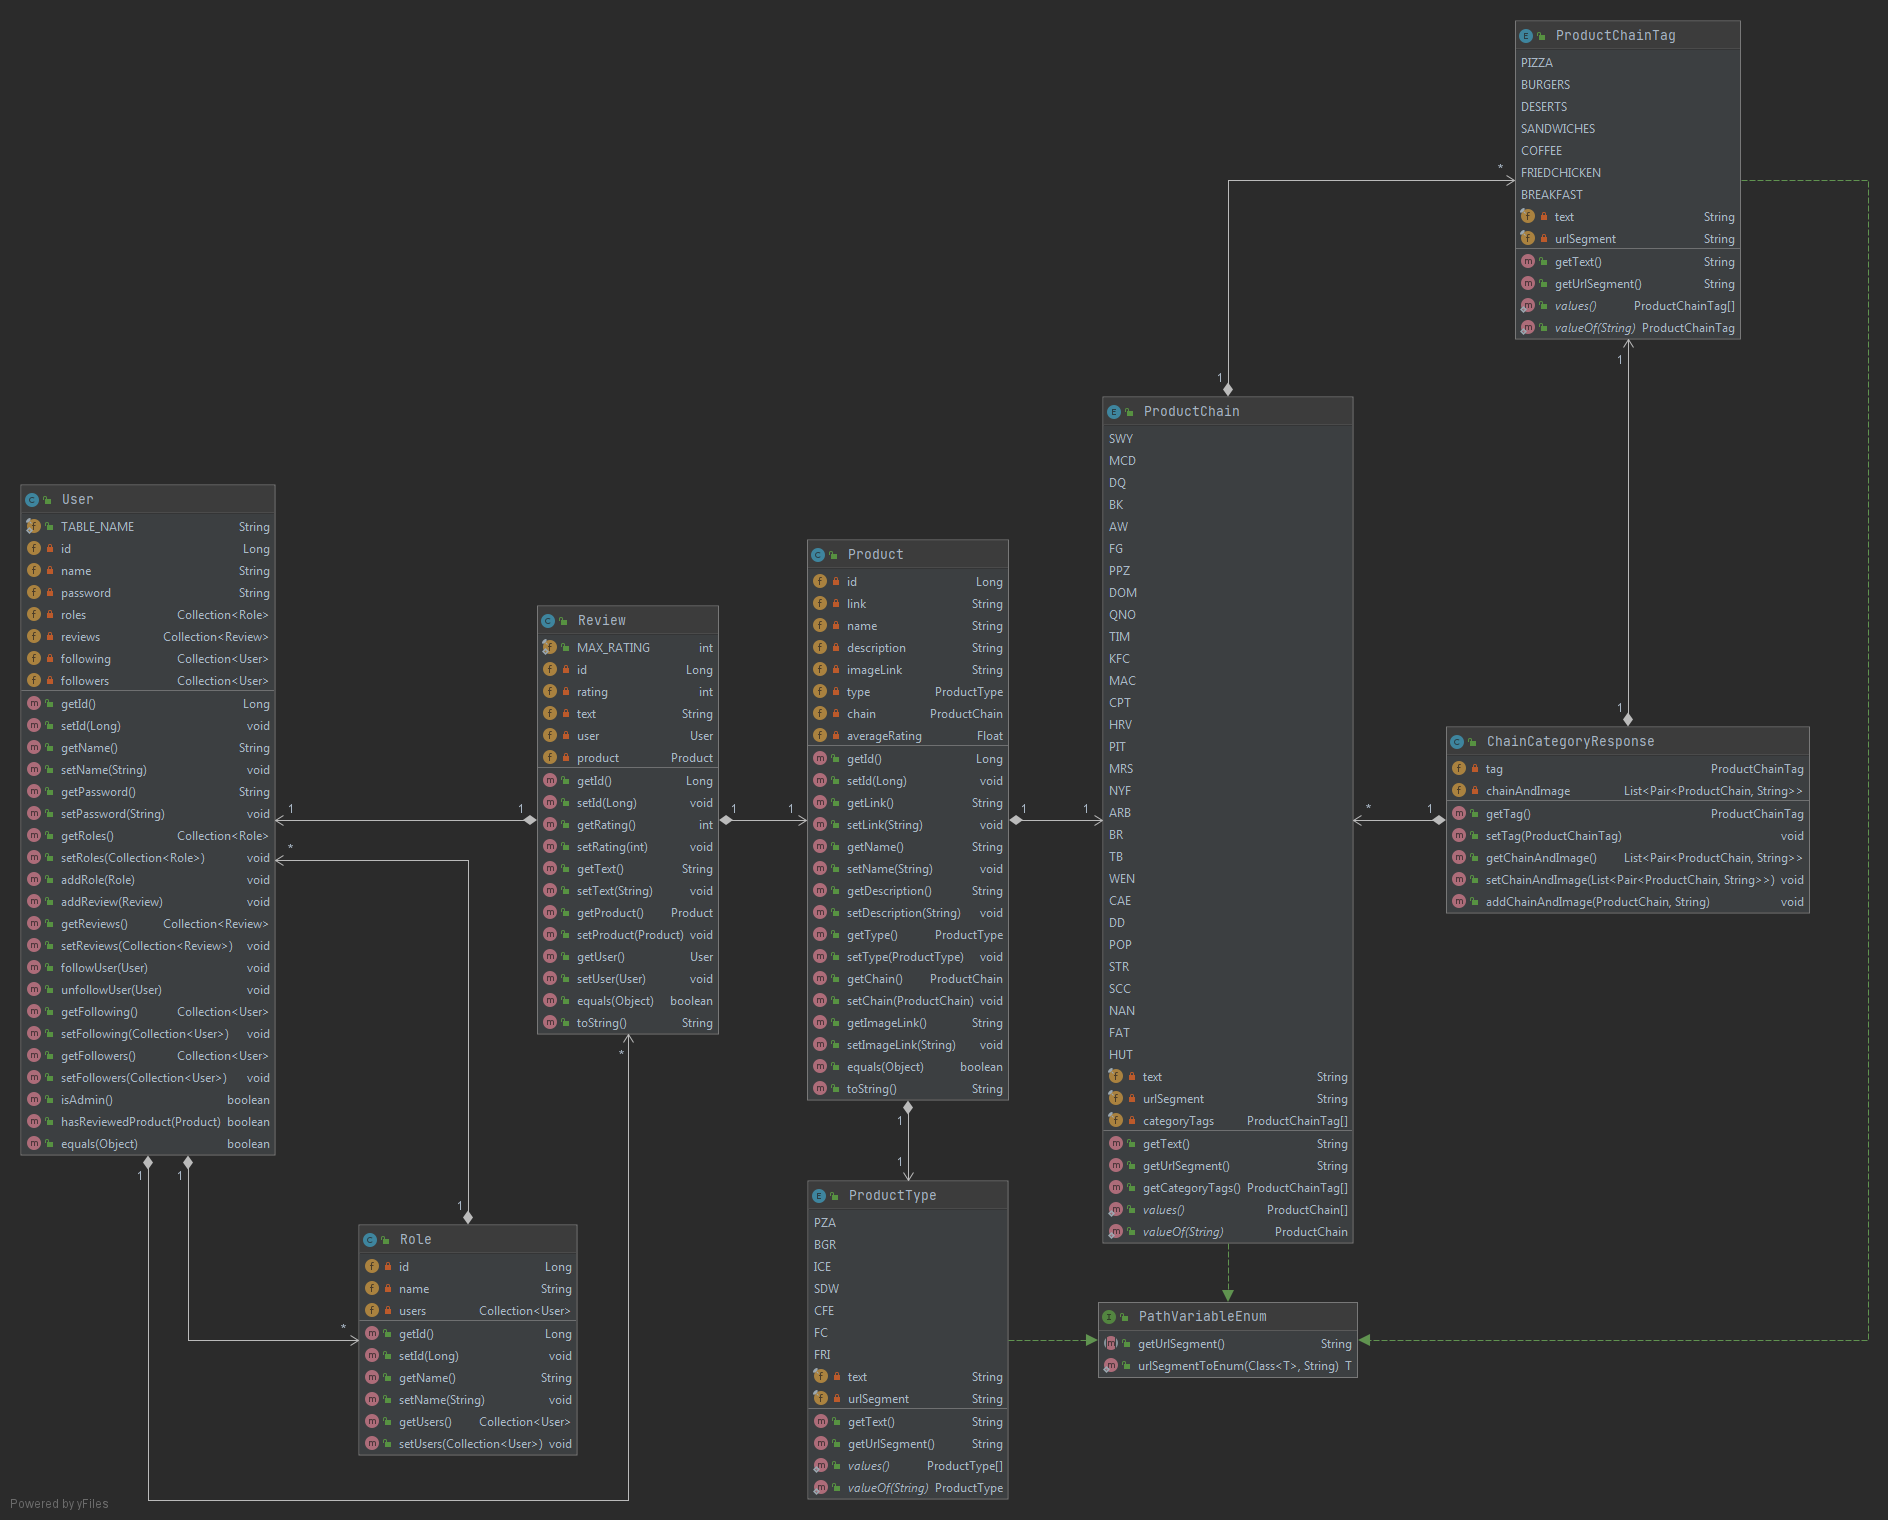 ProductChainTag
PIZZA
BURGERS
DESERTS
SANDWICHES
COFFEE
FRIEDCHICKEN
BREAKFAST
text String
urlSegment String
getText() String
getUrlSegment() String
values() ProductChainTag[]
valueOf(String) ProductChainTag
*
1
1
1
ProductChain
SWY
MCD
DQ
BK
AW
FG
PPZ
DOM
QNO
TIM
KFC
MAC
CPT
HRV
PIT
MRS
NYF
ARB
BR
TB
WEN
CAE
DD
POP
STR
SCC
NAN
FAT
HUT
text String
urlSegment String
categoryTags ProductChainTag[]
getText() String
getUrlSegment() String
getCategoryTags() ProductChainTag[]
values() ProductChain[]
valueOf(String) ProductChain
User
TABLE_NAME String
id Long
name String
password String
roles Collection<Role>
reviews Collection<Review>
following Collection<User>
followers Collection<User>
getId() Long
setId(Long) void
getName() String
setName(String) void
getPassword() String
setPassword(String) void
getRoles() Collection<Role>
setRoles(Collection<Role>) void
addRole(Role) void
addReview(Review) void
getReviews() Collection<Review>
setReviews(Collection<Review>) void
followUser(User) void
unfollowUser(User) void
getFollowing() Collection<User>
setFollowing(Collection<User>) void
getFollowers() Collection<User>
setFollowers(Collection<User>) void
isAdmin() boolean
hasReviewedProduct(Product) boolean
equals(Object) boolean
Review
MAX_RATING int
id Long
rating int
text String
user User
product Product
getId() Long
setId(Long) void
getRating() int
setRating(int) void
getText() String
setText(String) void
getProduct() Product
setProduct(Product) void
getUser() User
setUser(User) void
equals(Object) boolean
toString() String
Product
id Long
link String
name String
description String
imageLink String
type ProductType
chain ProductChain
averageRating Float
getId() Long
setId(Long) void
getLink() String
setLink(String) void
getName() String
setName(String) void
getDescription() String
setDescription(String) void
getType() ProductType
setType(ProductType) void
getChain() ProductChain
setChain(ProductChain) void
getImageLink() String
setImageLink(String) void
equals(Object) boolean
toString() String
ChainCategoryResponse
tag ProductChainTag
chainAndImage List<Pair<ProductChain, String>>
getTag() ProductChainTag
setTag(ProductChainTag) void
getChainAndImage() List<Pair<ProductChain, String>>
setChainAndImage(List<Pair<ProductChain, String>>) void
addChainAndImage(ProductChain, String) void
1 1 1 1 1 1 * 1
*
*
1
1
1 1
1
*
Role
id Long
name String
users Collection<User>
getId() Long
setId(Long) void
getName() String
setName(String) void
getUsers() Collection<User>
setUsers(Collection<User>) void
ProductType
PZA
BGR
ICE
SDW
CFE
FC
FRI
text String
urlSegment String
getText() String
getUrlSegment() String
values() ProductType[]
valueOf(String) ProductType
PathVariableEnum
getUrlSegment() String
urlSegmentToEnum(Class<T>, String) T
Powered by yFiles